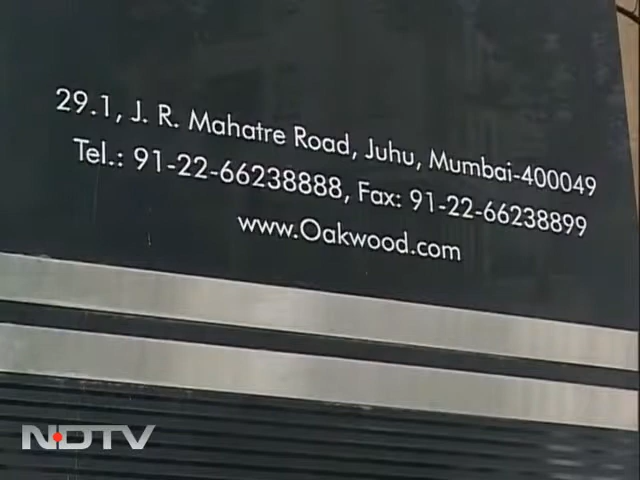 29.1, J. R. Mahatre Road, Juhu, Mumbai-400049
Tel.: 91-22-66238888, Fax: 91-22-66238899
www.Oakwood.com
NDTV